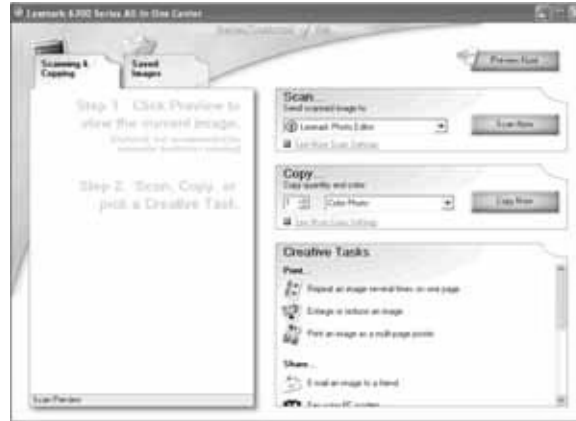 Lexmark 6200 Series All-In-One Center
Scanning &
Copying
Saved
Images
Preview Now
Step 1. Click Preview to
view the current image.
Step 2. Scan, Copy, or
pick a Creative Task.
Scan...
Send scanned image to:
Lexmark Photo Editor
Scan Now
See More Scan Settings
Copy...
Copy quantity and color:
1
Color Photo
Copy Now
See More Copy Settings
Creative Tasks
Print...
Repeat an image several times on one page
Enlarge or reduce an image
Print an image as a multi-page poster
Share...
E-mail an image to a friend
Fax using PC modem
Scan Preview